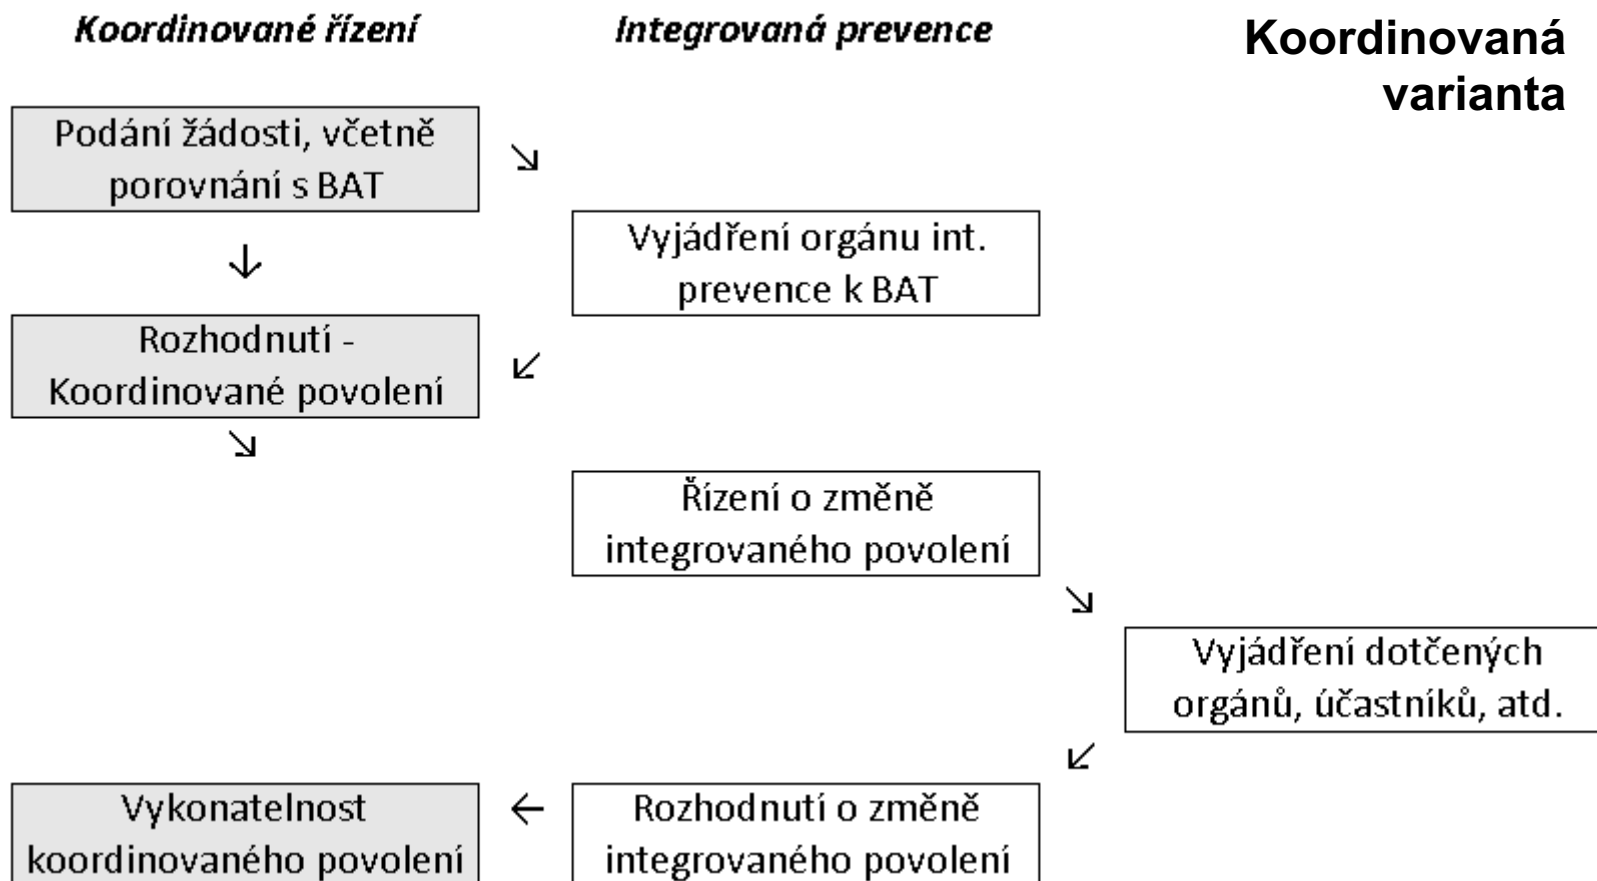 Koordinované řízení
Integrovaná prevence
Koordinovaná
varianta
Podání žádosti, včetně
porovnání s BAT
↘
↓
Vyjádření orgánu int.
prevence k BAT
Rozhodnutí -
Koordinované povolení
↙
↘
Řízení o změně
integrovaného povolení
↘
Vyjádření dotčených
orgánů, účastníků, atd.
↙
Vykonatelnost
koordinovaného povolení
←
Rozhodnutí o změně
integrovaného povolení